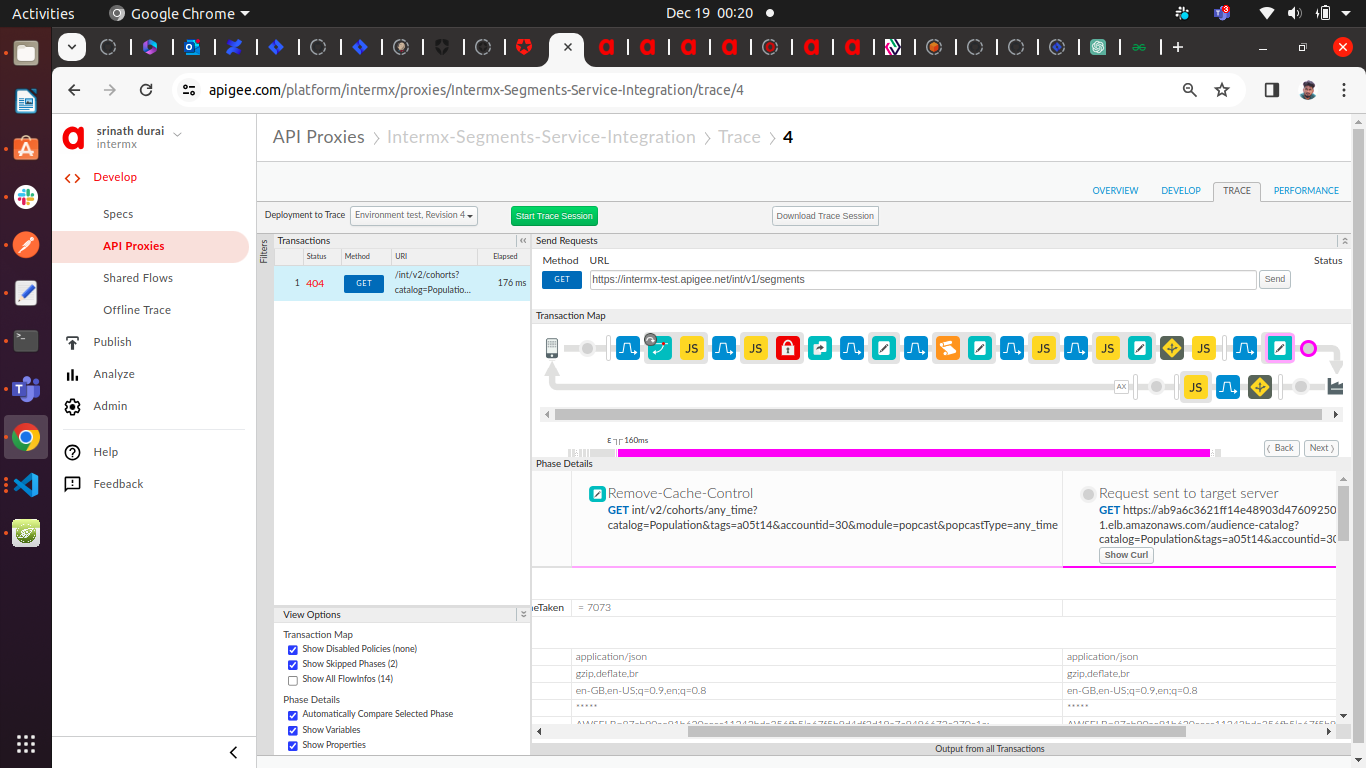 Activities
Google Chrome
Dec 19 00:20
3
apigee.com/platform/intermx/proxies/Intermx-Segments-Service-Integration/trace/4
srinath durai
intermx
API Proxies
Intermx-Segments-Service-Integration
Trace
4
Develop
Specs
API Proxies
Shared Flows
Offline Trace
Publish
Analyze
Admin
Help
Feedback
OVERVIEW
DEVELOP
TRACE
PERFORMANCE
Deployment to Trace
Environment test, Revision 4
Start Trace Session
Download Trace Session
Filters
Transactions
Status
Method
URI
Elapsed
1
404
GET
/int/v2/cohorts?
catalog=Populatio...
176 ms
Send Requests
Method
URL
Status
GET
https://intermx-test.apigee.net/int/v1/segments
Send
Transaction Map
JS
JS
JS
JS
JS
AX
JS
E
160ms
Back
Next
Phase Details
Remove-Cache-Control
GET int/v2/cohorts/any_time?
catalog=Population&tags=a05t14&accountid=30&module=popcast&popcastType=any_time
Request sent to target server
GET https://ab9a6c3621ff14e48903d47609250
1.elb.amazonaws.com/audience-catalog?
catalog=Population&tags=a05t14&accountid=30
Show Curl
eTaken
= 7073
application/json
application/json
gzip,deflate,br
gzip,deflate,br
en-GB,en-US;q=0.9,en;q=0.8
en-GB,en-US;q=0.9,en;q=0.8
*****
*****
View Options
Transaction Map
Show Disabled Policies (none)
Show Skipped Phases (2)
Show All FlowInfos (14)
Phase Details
Automatically Compare Selected Phase
Show Variables
Show Properties
Output from all Transactions